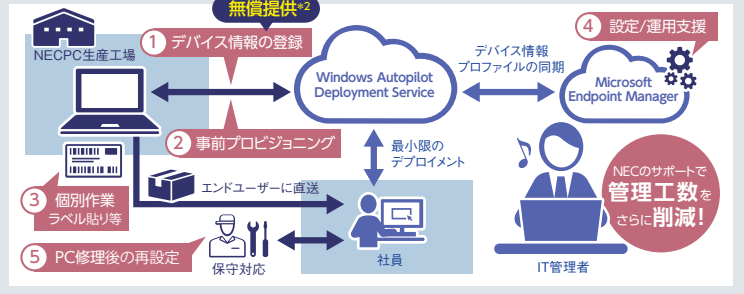 無償提供*2
① デバイス情報の登録
④ 設定/運用支援
NECPC生産工場
デバイス情報
プロファイルの同期
Windows Autopilot
Deployment Service
Microsoft
Endpoint Manager
② 事前プロビジョニング
最小限の
デプロイメント
NECのサポートで
管理工数を
さらに削減!
③ 個別作業
ラベル貼り等
エンドユーザーに直送
⑤ PC修理後の再設定
保守対応
社員
IT管理者